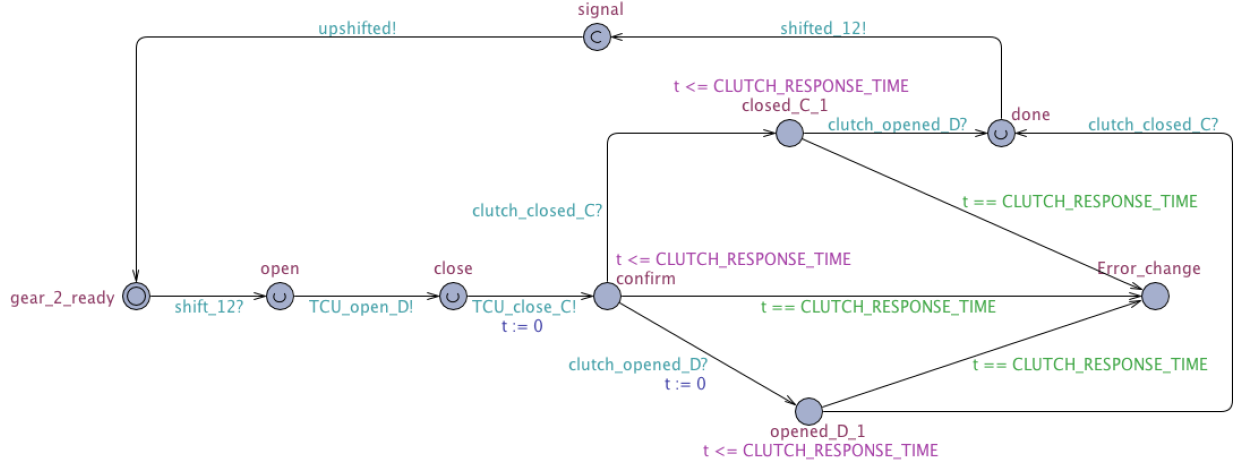 signal
upshifted!
shifted_12!
t <= CLUTCH_RESPONSE_TIME
closed_C_1
done
clutch_opened_D?
clutch_closed_C?
clutch_closed_C?
t == CLUTCH_RESPONSE_TIME
t <= CLUTCH_RESPONSE_TIME
open
close
confirm
Error_change
gear_2_ready
shift_12?
TCU_open_D!
TCU_close_C!
t := 0
t == CLUTCH_RESPONSE_TIME
clutch_opened_D?
t := 0
t == CLUTCH_RESPONSE_TIME
opened_D_1
t <= CLUTCH_RESPONSE_TIME